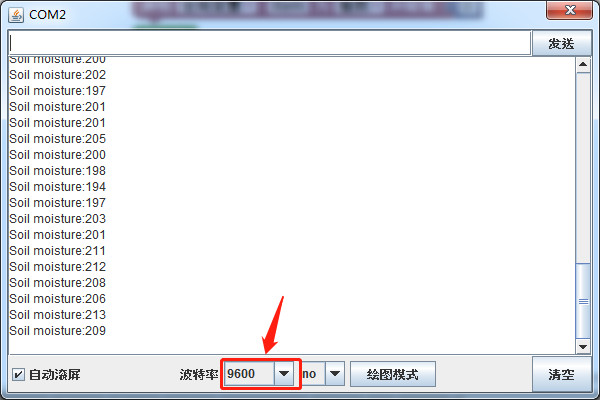 COM2
发送
Soil moisture:200
Soil moisture:202
Soil moisture:197
Soil moisture:201
Soil moisture:201
Soil moisture:205
Soil moisture:200
Soil moisture:198
Soil moisture:194
Soil moisture:197
Soil moisture:203
Soil moisture:201
Soil moisture:211
Soil moisture:212
Soil moisture:208
Soil moisture:206
Soil moisture:213
Soil moisture:209
自动滚屏 波特率 9600 no 绘图模式 清空